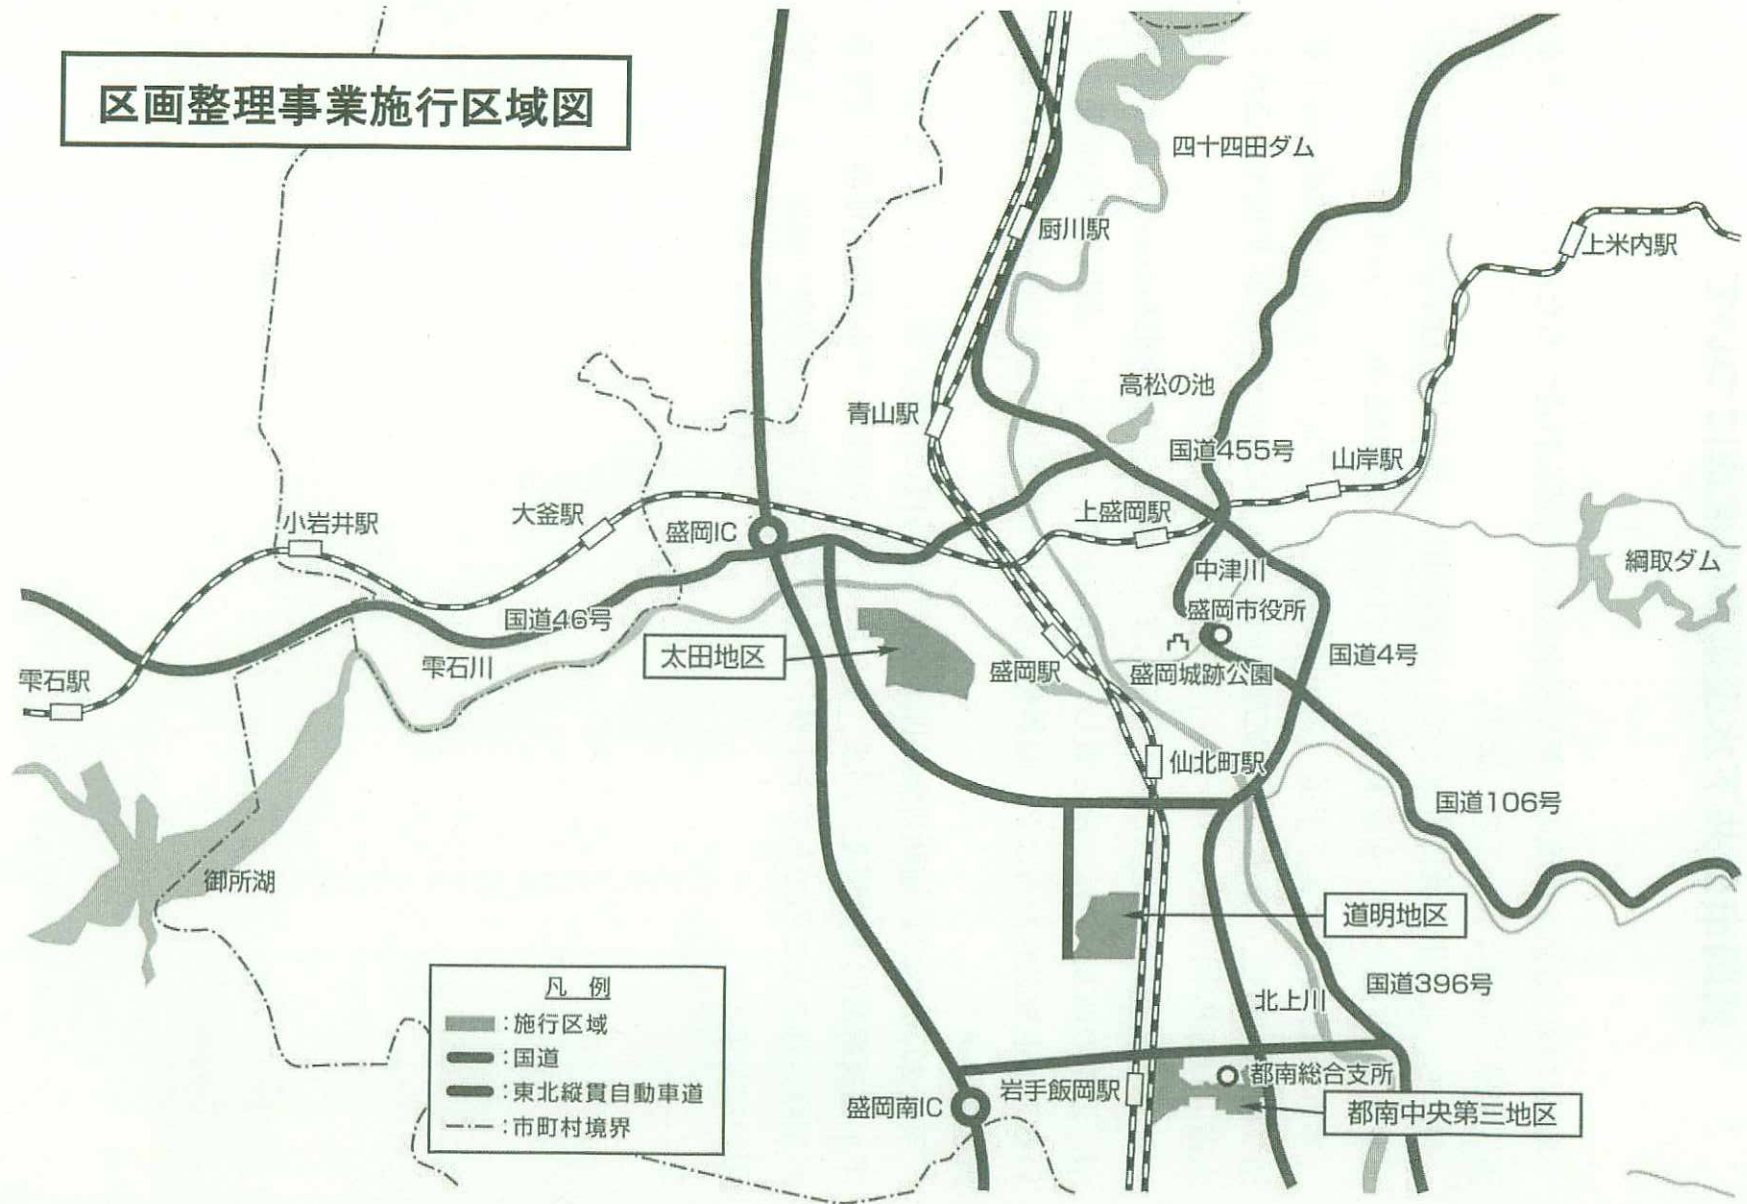 区画整理事業施行区域図
四十四田ダム
厨川駅
上米内駅
高松の池
青山駅
国道455号
山岸駅
小岩井駅
大釜駅
盛岡IC
上盛岡駅
綱取ダム
中津川
国道46号
盛岡市役所
雫石川
太田地区
盛岡駅
盛岡城跡公園
国道4号
雫石駅
仙北町駅
国道106号
御所湖
道明地区
国道396号
北上川
凡 例
：施行区域
：国道
：東北縦貫自動車道
：市町村境界
岩手飯岡駅
都南総合支所
盛岡南IC
都南中央第三地区